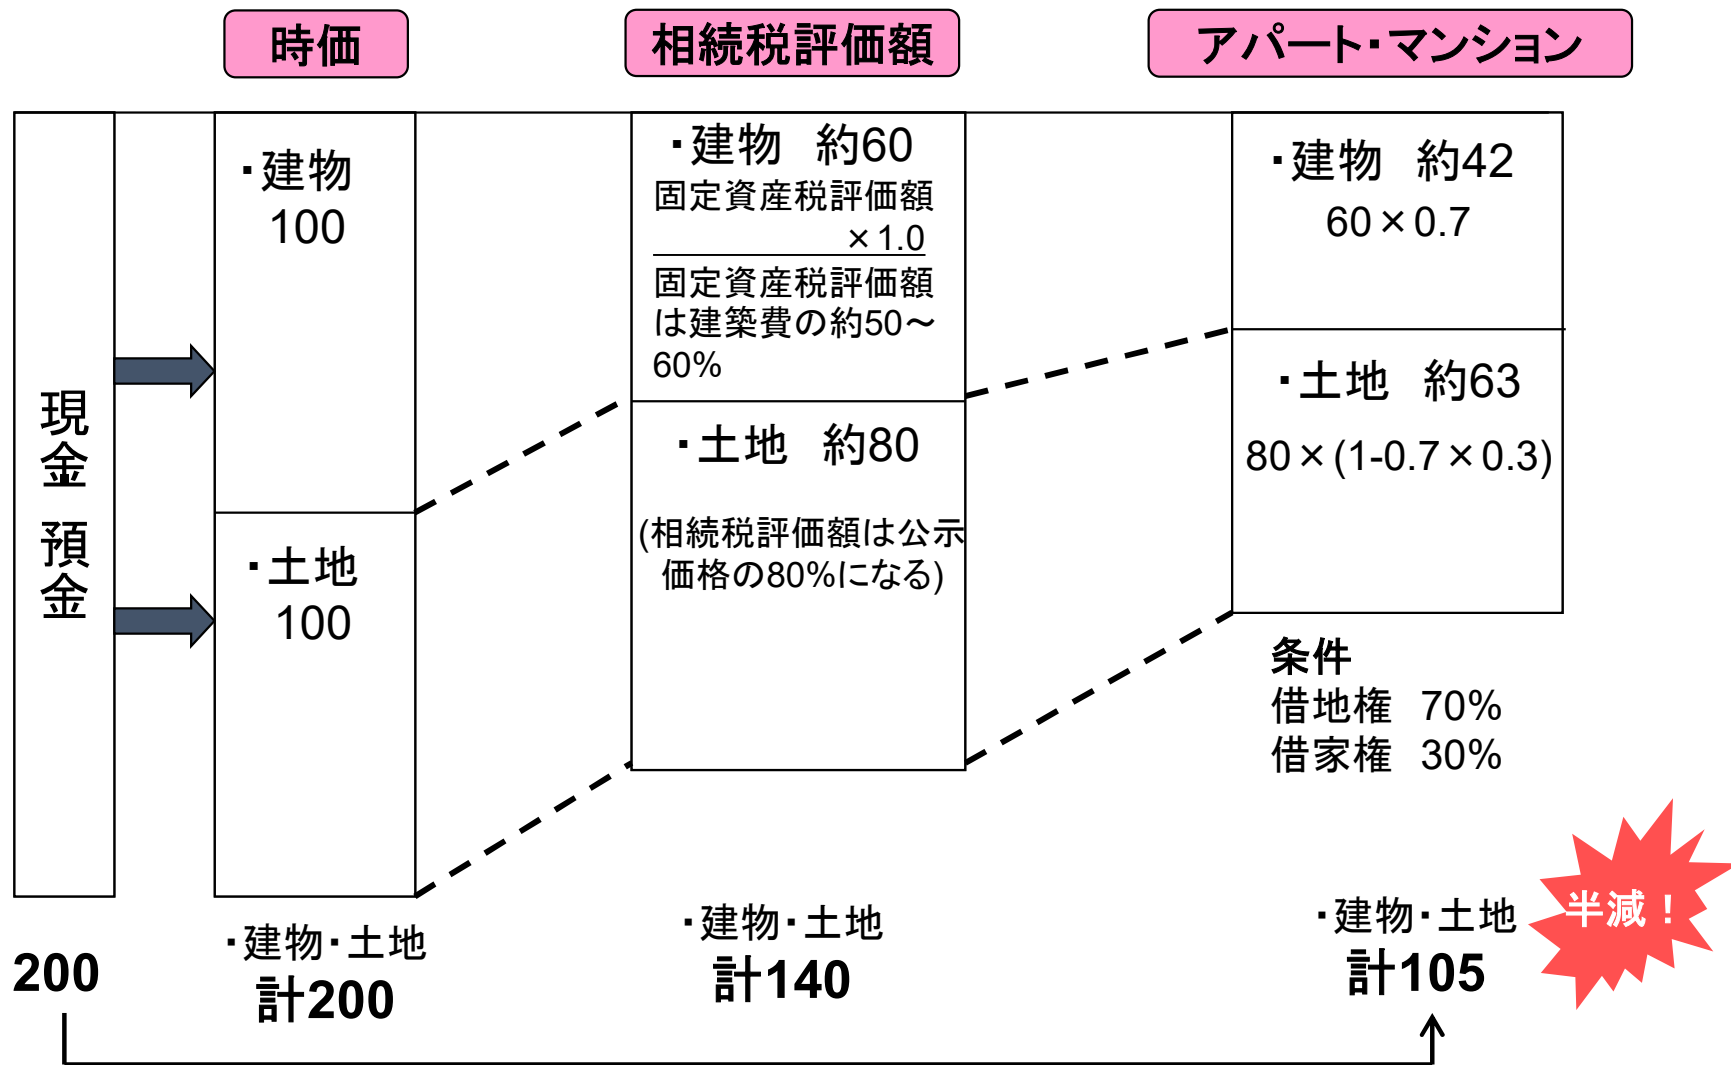 時価
相続税評価額
アパート・マンション
現金 預金
・建物
100
・土地
100
・建物 約60
固定資産税評価額
×1.0
固定資産税評価額
は建築費の約50～
60%
・土地 約80
(相続税評価額は公示
価格の80%になる)
・建物 約42
60×0.7
・土地 約63
80×(1-0.7×0.3)
条件
借地権 70%
借家権 30%
200
・建物・土地
計200
・建物・土地
計140
・建物・土地
計105
半減！